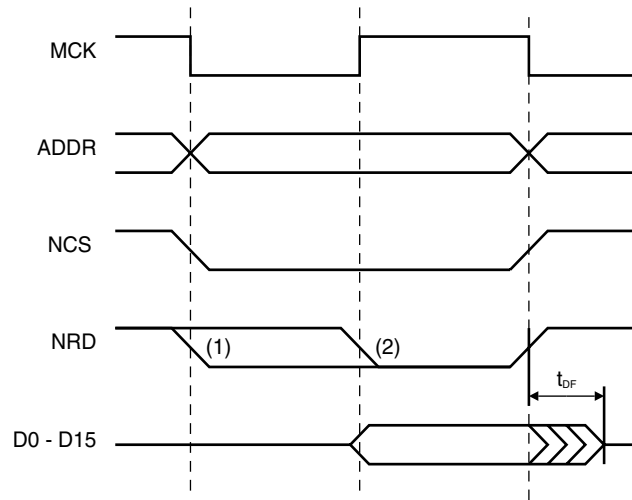 MCK
ADDR
NCS
NRD
(1)
(2)
tDF
D0 - D15